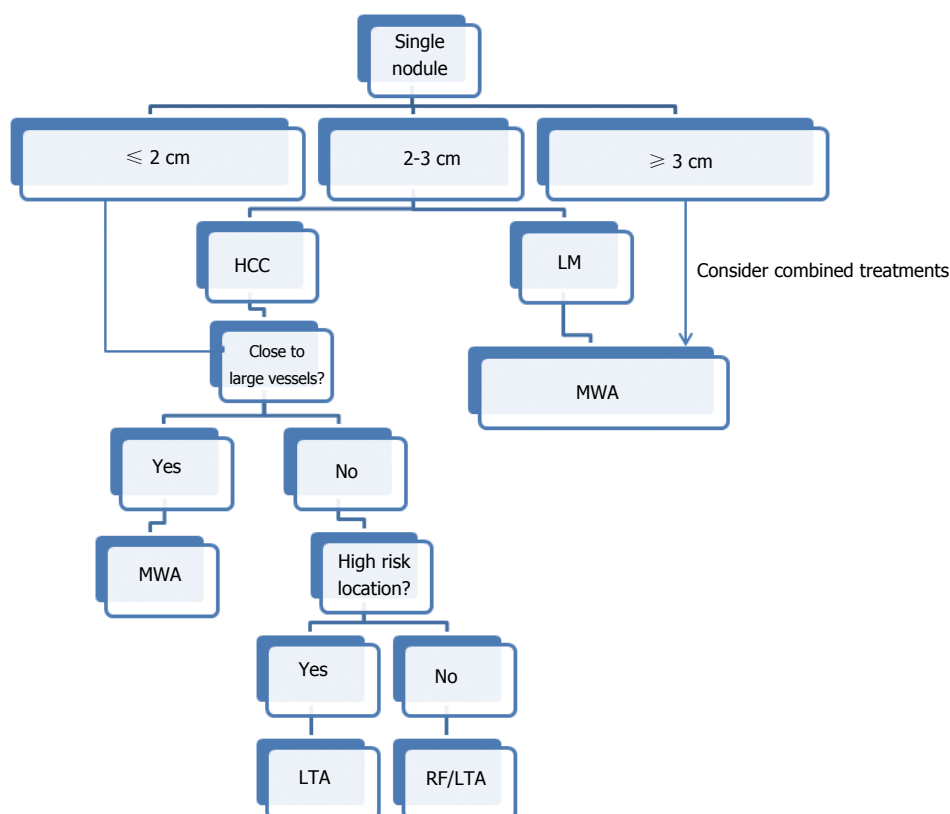 Single
nodule
≤ 2 cm
2-3 cm
≥ 3 cm
HCC
LM
Consider combined treatments
Close to
large vessels?
MWA
Yes
No
MWA
High risk
location?
Yes
No
LTA
RF/LTA